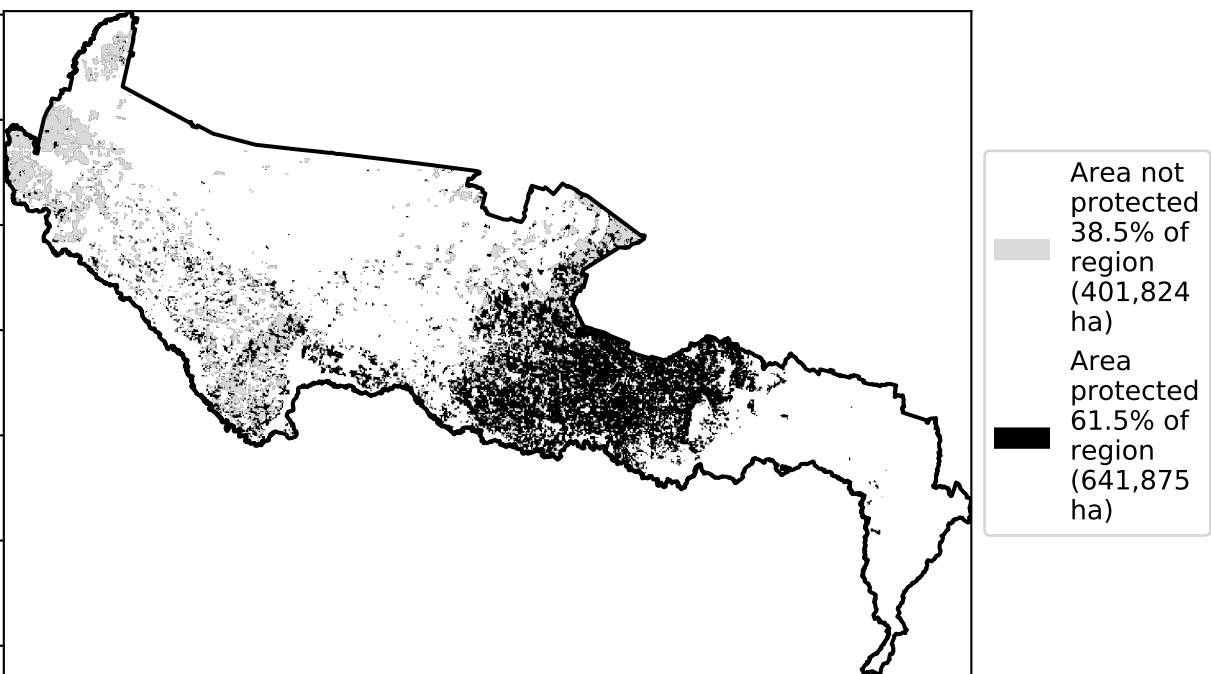 Area not
protected
38.5% of
region
(401,824
ha)
Area
protected
61.5% of
region
(641,875
ha)